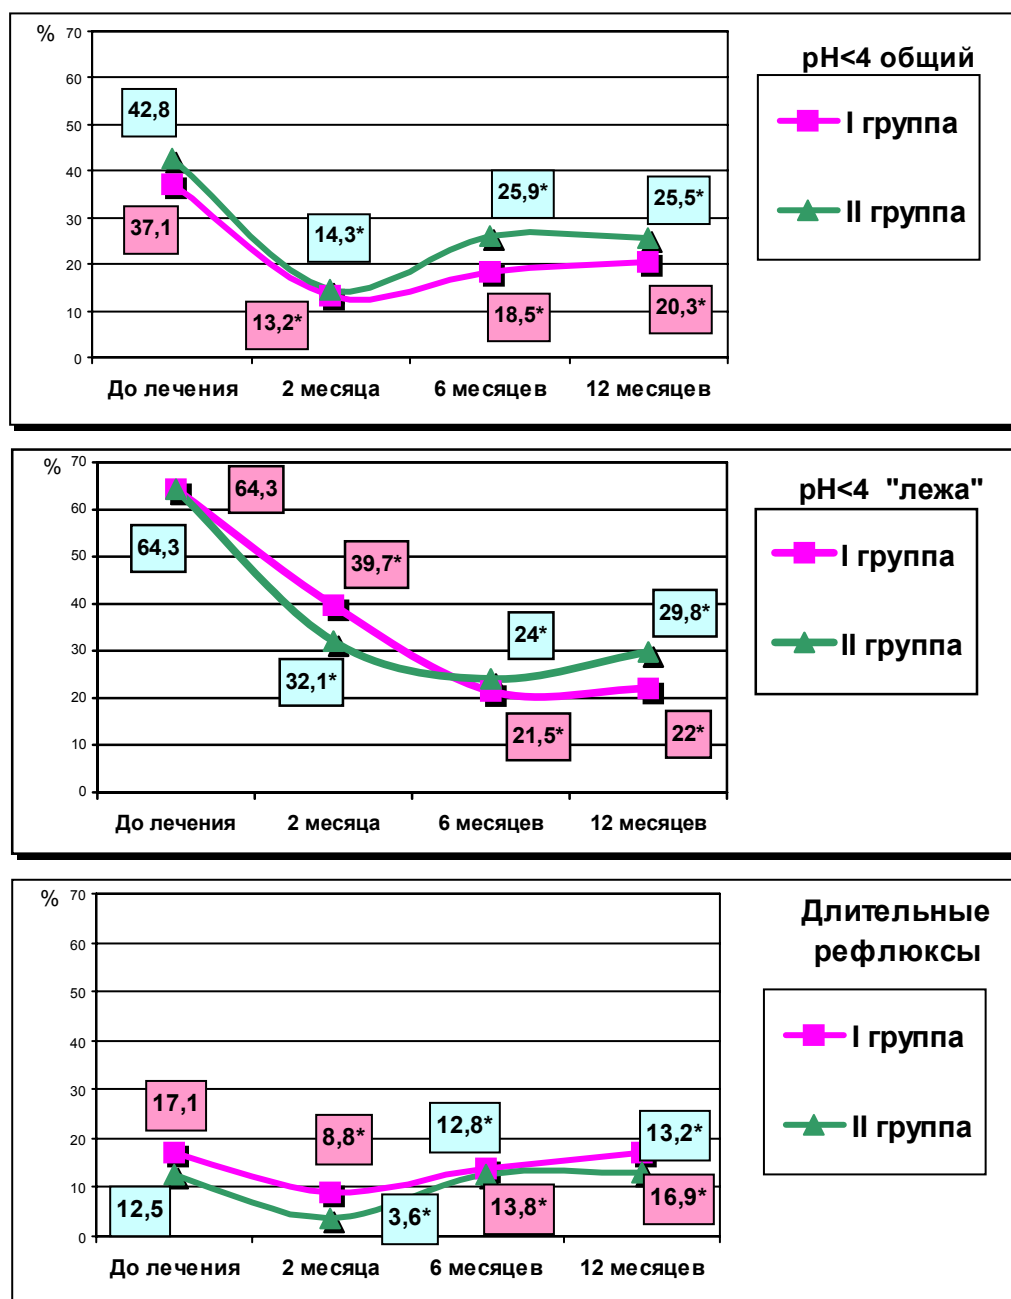 %
70
60
50
40
30
20
10
0
42,8
37,1
14,3*
13,2*
25,9*
18,5*
25,5*
20,3*
До лечения
2 месяца
6 месяцев
12 месяцев
pH<4 общий
I группа
II группа
%
70
60
50
40
30
20
10
0
64,3
64,3
39,7*
32,1*
24*
21,5*
29,8*
22*
До лечения
2 месяца
6 месяцев
12 месяцев
pH<4 "лежа"
I группа
II группа
%
70
60
50
40
30
20
10
0
17,1
12,5
8,8*
3,6*
12,8*
13,8*
13,2*
16,9*
До лечения
2 месяца
6 месяцев
12 месяцев
Длительные
рефлюксы
I группа
II группа